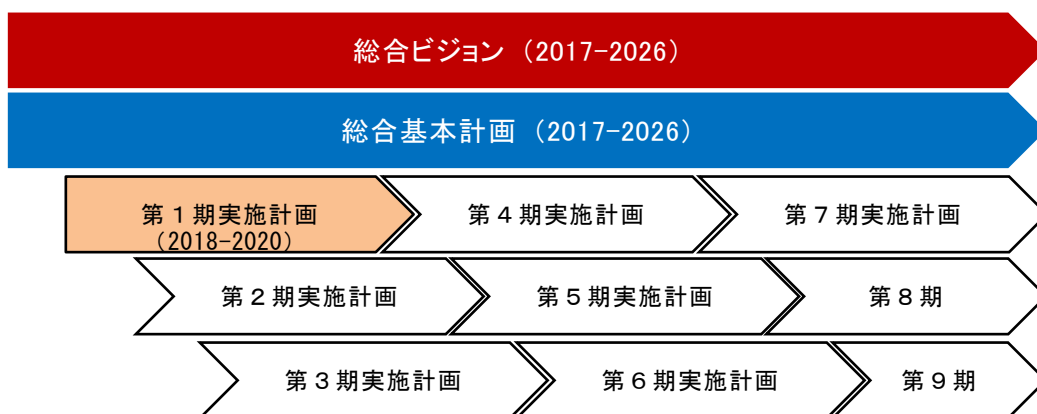 総合ビジョン（2017-2026）
総合基本計画（2017-2026）
第１期実施計画
（2018-2020）
第４期実施計画
第７期実施計画
第２期実施計画
第５期実施計画
第８期
第３期実施計画
第６期実施計画
第９期